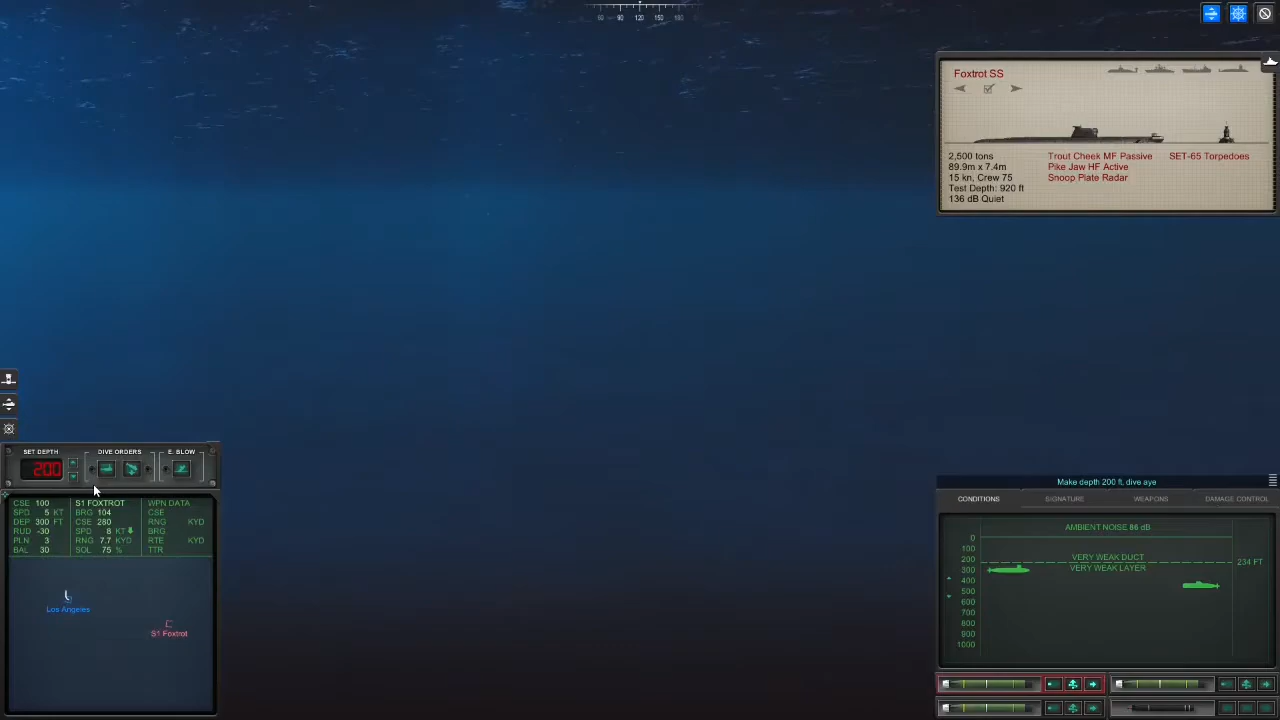 60 90 120 150 180
Foxtrot SS
2,500 tons
89.9m x 7.4m
15 kn, Crew 75
Test Depth: 920 ft
136 dB Quiet
Trout Cheek MF Passive
Pike Jaw HF Active
Snoop Plate Radar
SET-65 Torpedoes
SET DEPTH
DIVE ORDERS
E. BLOW
200
CSE 100
SPD 5 KT
DEP 300 FT
RUD -30
PLN 3
BAL 30
S1 FOXTROT
BRG 104
CSE 280
SPD 8 KT
RNG 7.7 KYD
SOL 75 %
WPN DATA
CSE
RNG KYD
BRG
RTE KYD
TTR
Los Angeles
S1 Foxtrot
Make depth 200 ft, dive aye
CONDITIONS
SIGNATURE
WEAPONS
DAMAGE CONTROL
AMBIENT NOISE 86 dB
0
100
200
300
400
500
600
700
800
900
1000
VERY WEAK DUCT
VERY WEAK LAYER
234 FT